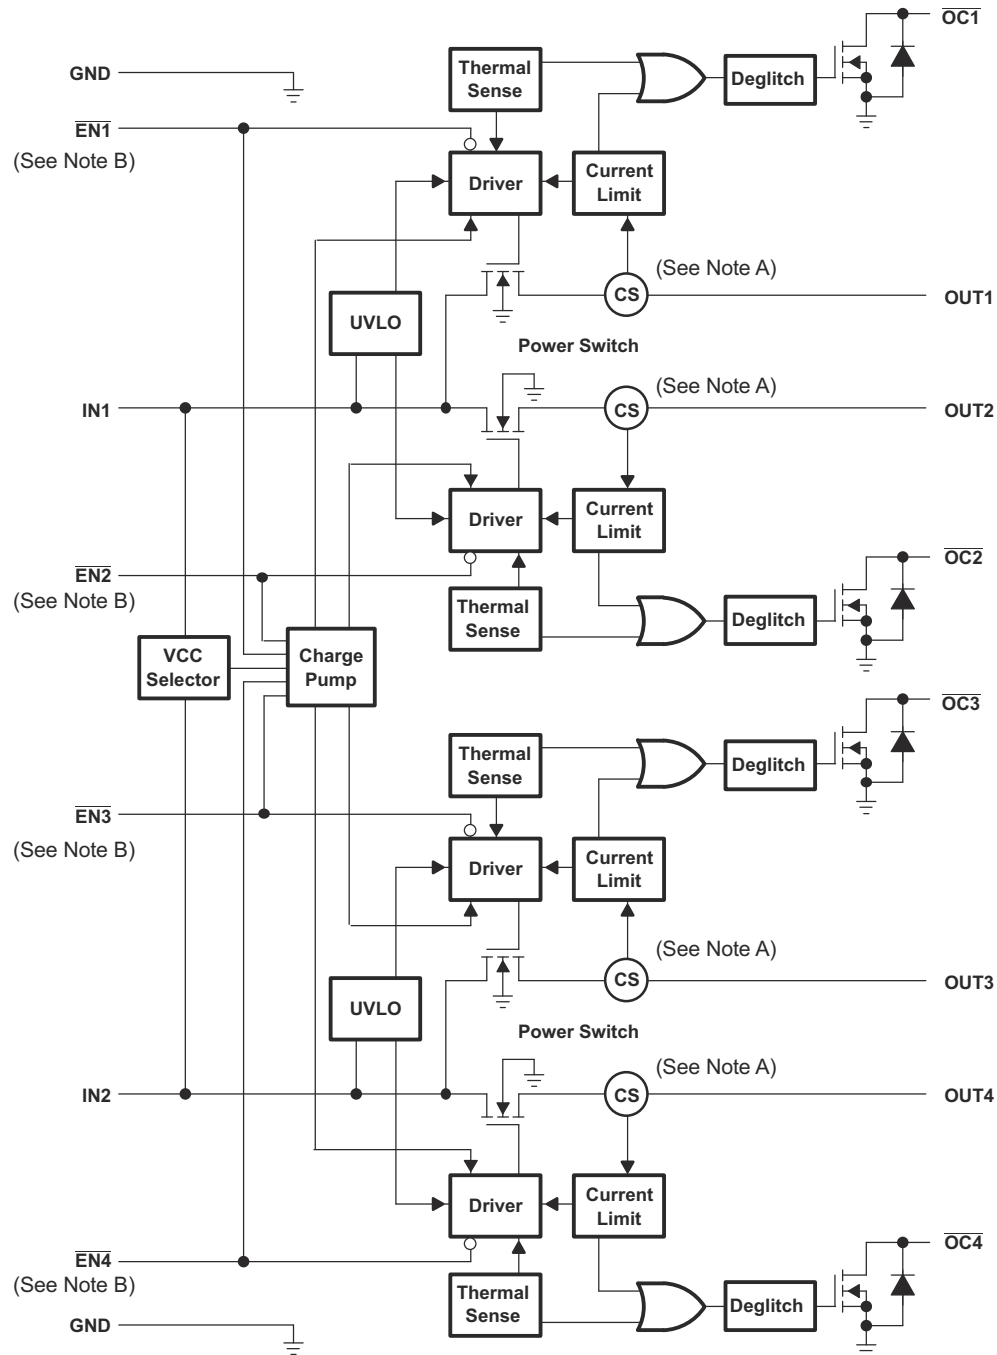 OC1
GND
Thermal
Sense
Deglitch
EN1
(See Note B)
Driver
Current
Limit
(See Note A)
CS
OUT1
UVLO
Power Switch
(See Note A)
IN1
CS
OUT2
Driver
Current
Limit
OC2
EN2
(See Note B)
Thermal
Sense
Deglitch
VCC
Selector
Charge
Pump
OC3
Thermal
Sense
Deglitch
EN3
(See Note B)
Driver
Current
Limit
(See Note A)
CS
OUT3
UVLO
Power Switch
(See Note A)
IN2
CS
OUT4
Driver
Current
Limit
OC4
EN4
(See Note B)
Thermal
Sense
Deglitch
GND